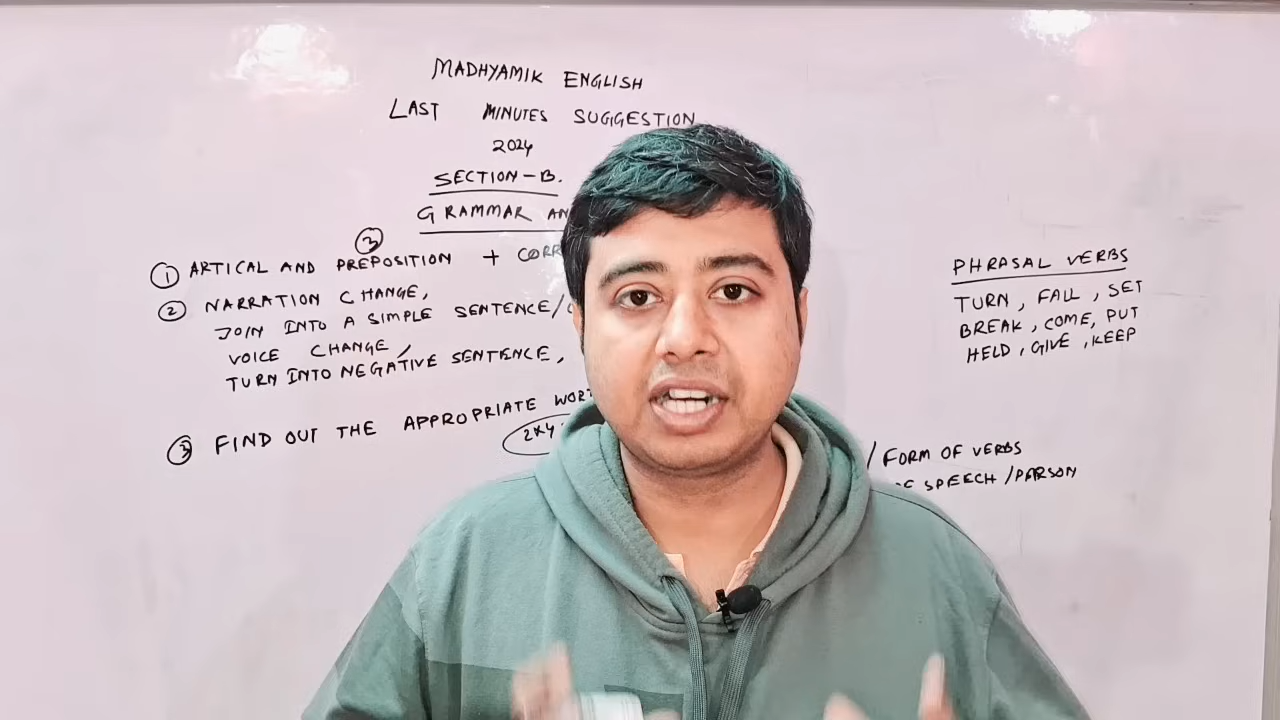 MADHYAMIK ENGLISH
LAST MINUTES SUGGESTION
2024
SECTION-B.
GRAMMAR
3
1 ARTICAL AND PREPOSITION +
2 NARRATION CHANGE,
JOIN INTO A SIMPLE SENTENCE/
VOICE CHANGE,
TURN INTO NEGATIVE SENTENCE,
3 FIND OUT THE APPROPRIATE
PHRASAL VERBS
TURN, FALL, SET
BREAK, COME, PUT
HELD, GIVE, KEEP
/FORM OF VERBS
SPEECH/PARSON